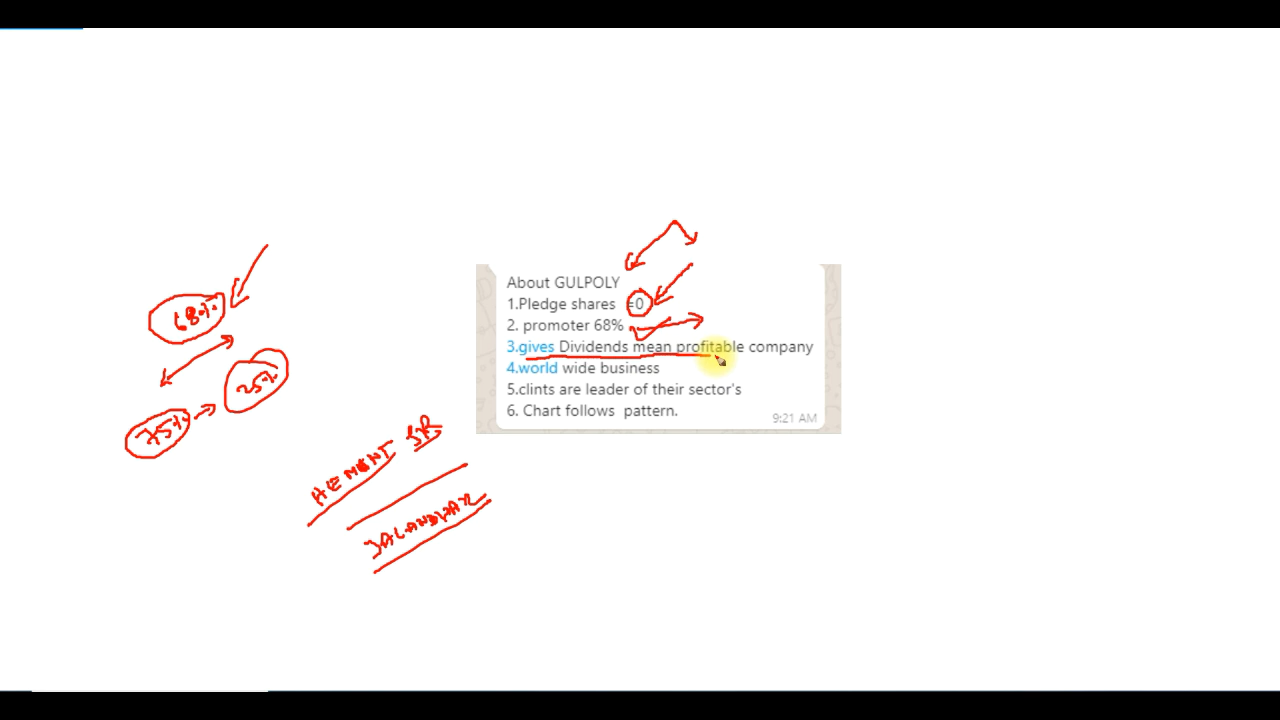 About GULPOLY
1.Pledge shares =0
2. promoter 68%
3.gives Dividends mean profitable company
4.world wide business
5.clints are leader of their sector's
6. Chart follows pattern.
9:21 AM
68%
25%
75%
HEMENT SIR
JALANDHAR